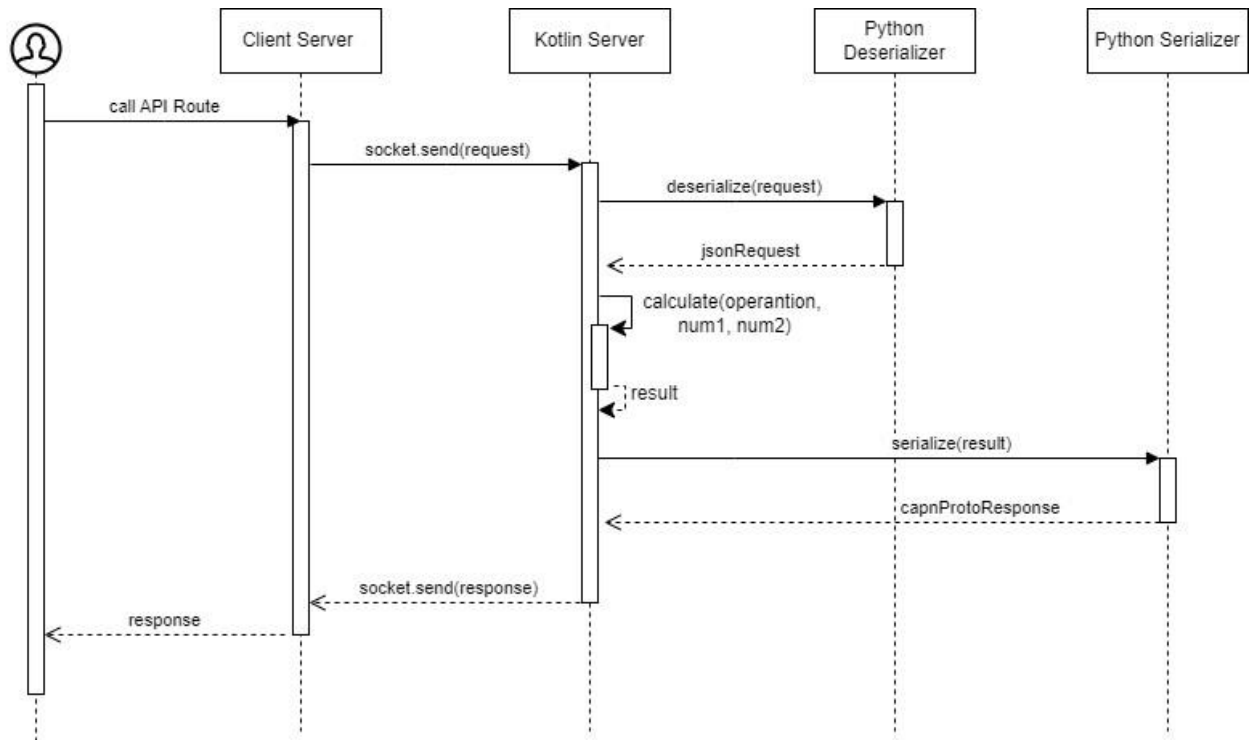 Client Server
Kotlin Server
Python
Deserializer
Python Serializer
call API Route
socket.send(request)
deserialize(request)
jsonRequest
calculate(operantion,
num1, num2)
result
serialize(result)
capnProtoResponse
socket.send(response)
response